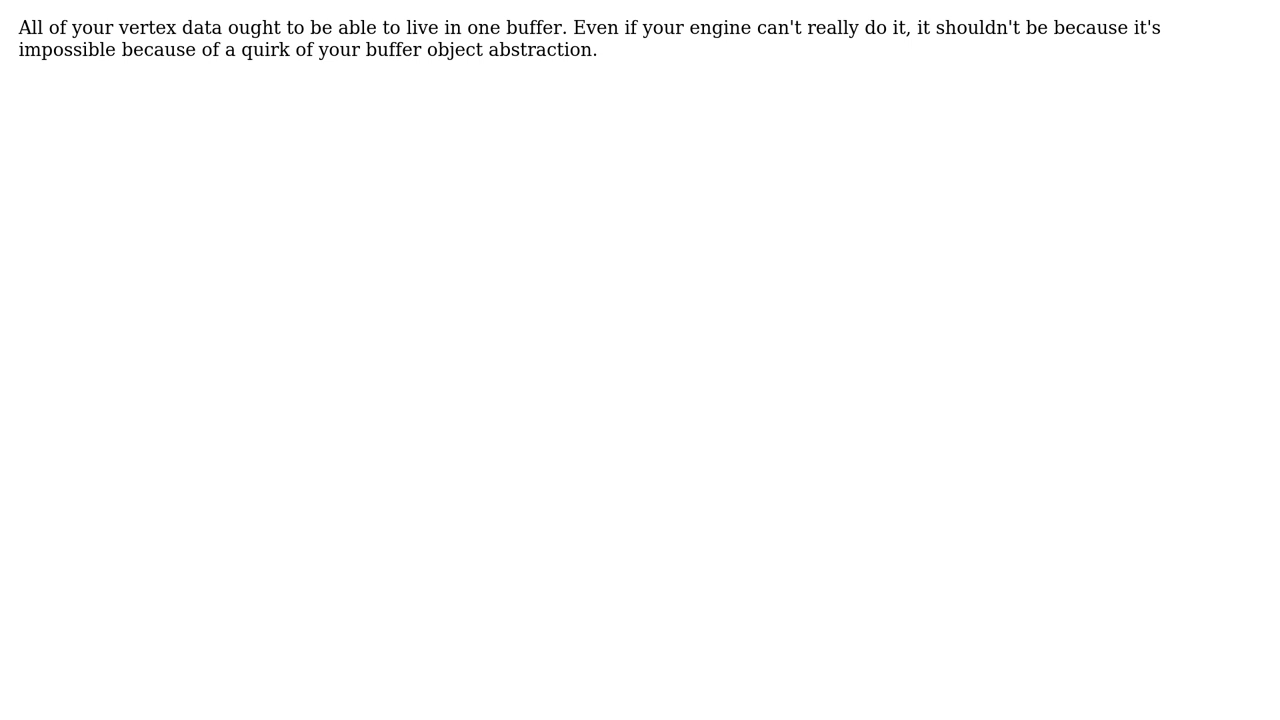 All of your vertex data ought to be able to live in one buffer. Even if your engine can't really do it, it shouldn't be because it's
impossible because of a quirk of your buffer object abstraction.